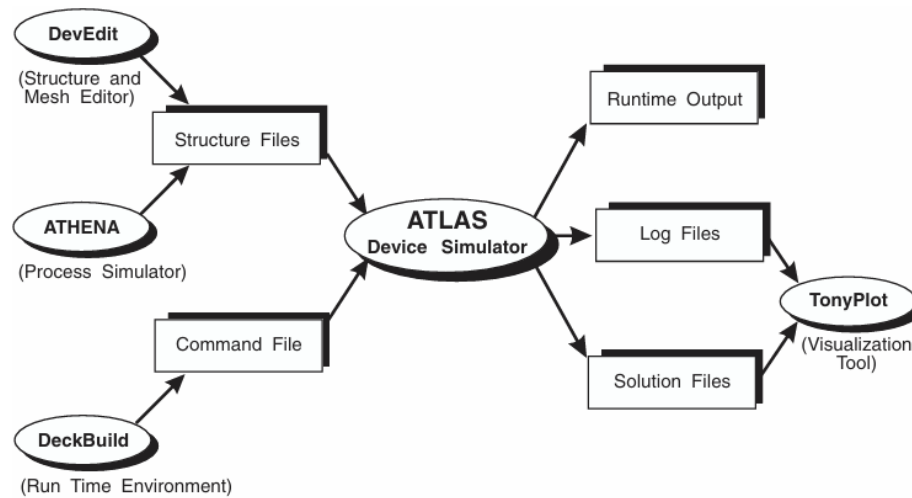 DevEdit
(Structure and
Mesh Editor)
Structure Files
ATHENA
(Process Simulator)
Command File
DeckBuild
(Run Time Environment)
ATLAS
Device Simulator
Runtime Output
Log Files
Solution Files
TonyPlot
(Visualization
Tool)